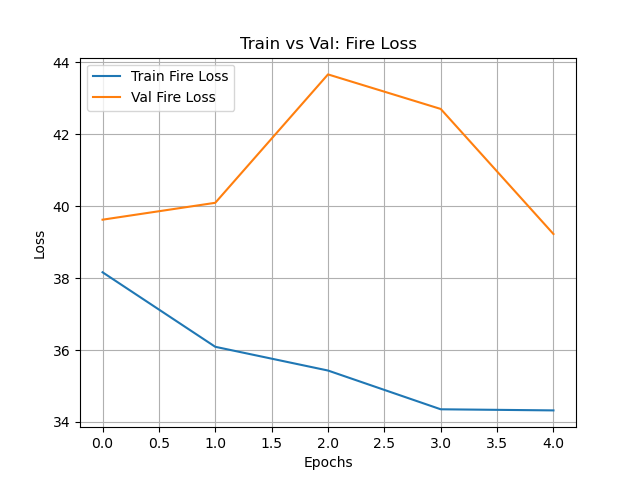 Train vs Val: Fire Loss
Train Fire Loss
Val Fire Loss
44
42
40
38
36
34
Loss
0.0 0.5 1.0 1.5 2.0 2.5 3.0 3.5 4.0
Epochs